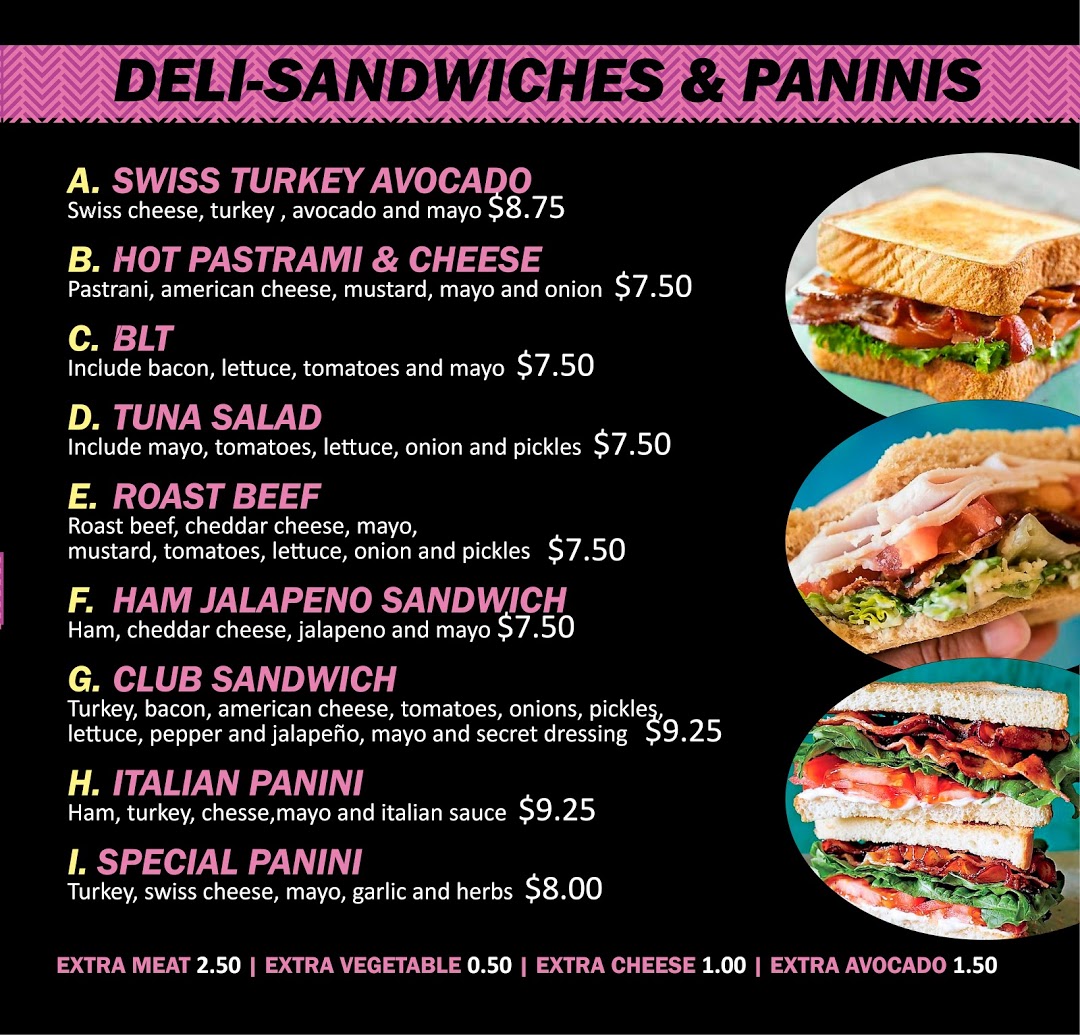 DELI-SANDWICHES & PANINIS
A. SWISS TURKEY AVOCADO
Swiss cheese, turkey , avocado and mayo $8.75
B. HOT PASTRAMI & CHEESE
Pastrani, american cheese, mustard, mayo and onion $7.50
C. BLT
Include bacon, lettuce, tomatoes and mayo $7.50
D. TUNA SALAD
Include mayo, tomatoes, lettuce, onion and pickles $7.50
E. ROAST BEEF
Roast beef, cheddar cheese, mayo,
mustard, tomatoes, lettuce, onion and pickles $7.50
F. HAM JALAPENO SANDWICH
Ham, cheddar cheese, jalapeno and mayo $7.50
G. CLUB SANDWICH
Turkey, bacon, american cheese, tomatoes, onions, pickles,
lettuce, pepper and jalapeño, mayo and secret dressing $9.25
H. ITALIAN PANINI
Ham, turkey, chesse,mayo and italian sauce $9.25
I. SPECIAL PANINI
Turkey, swiss cheese, mayo, garlic and herbs $8.00
EXTRA MEAT 2.50 | EXTRA VEGETABLE 0.50 | EXTRA CHEESE 1.00 | EXTRA AVOCADO 1.50